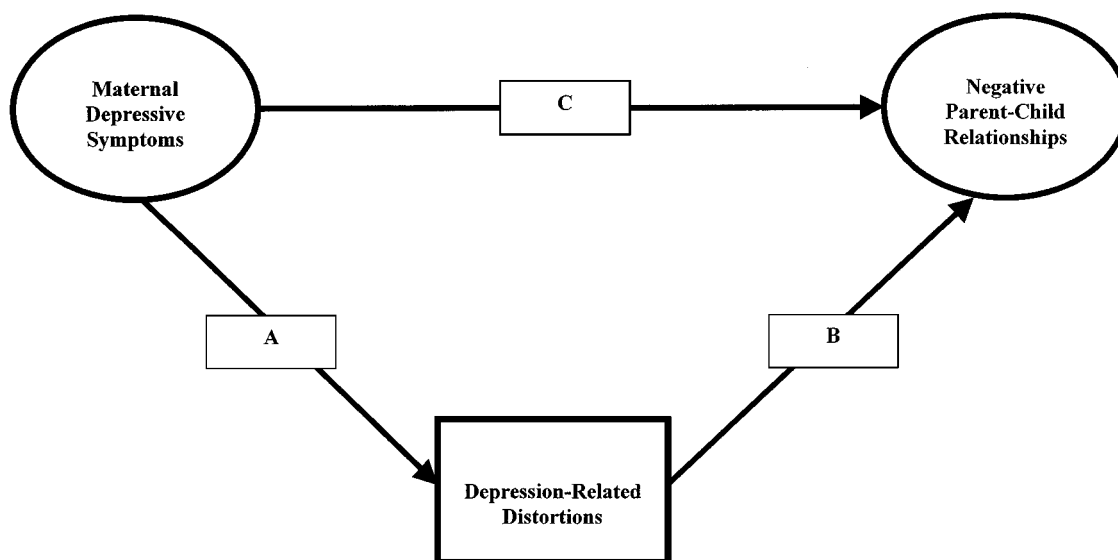 Maternal
Depressive
Symptoms
C
Negative
Parent-Child
Relationships
A
B
Depression-Related
Distortions